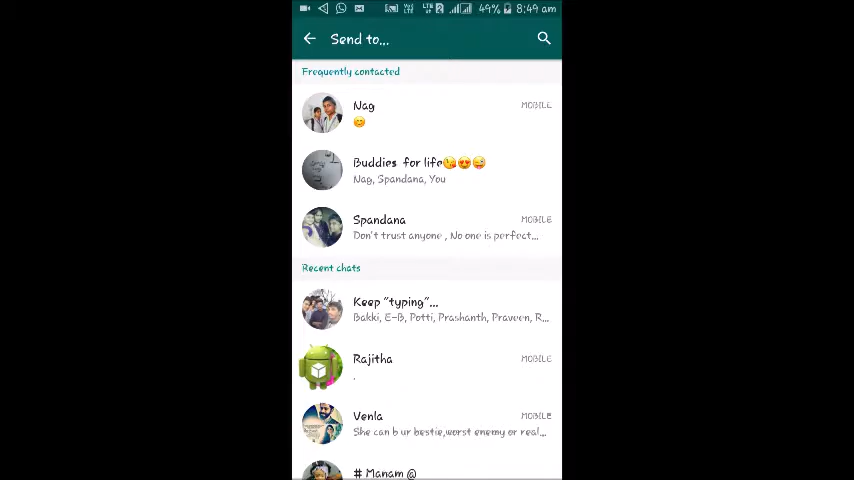 49% 8:49 am
Send to...
Frequently contacted
Nag MOBILE
😊
Buddies for life😘😍😜
Nag, Spandana, You
Spandana MOBILE
Don't trust anyone , No one is perfect...
Recent chats
Keep "typing"...
Bakki, E-B, Potti, Prashanth, Praveen, R...
Rajitha MOBILE
.
Venla MOBILE
She can b ur bestie,worst enemy or real...
# Manam @